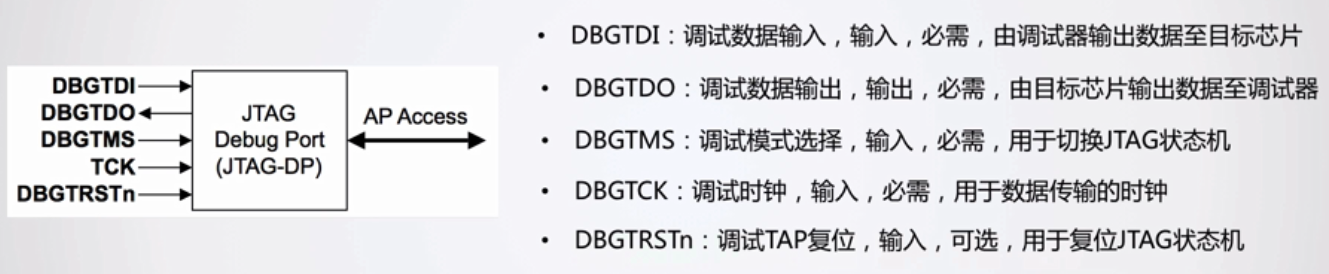 DBGTDI
DBGTDO
DBGTMS
TCK
DBGTRSTn
JTAG
Debug Port
(JTAG-DP)
AP Access
• DBGTDI：调试数据输入，输入，必需，由调试器输出数据至目标芯片
• DBGTDO：调试数据输出，输出，必需，由目标芯片输出数据至调试器
• DBGTMS：调试模式选择，输入，必需，用于切换JTAG状态机
• DBGTCK：调试时钟，输入，必需，用于数据传输的时钟
• DBGTRSTn：调试TAP复位，输入，可选，用于复位JTAG状态机